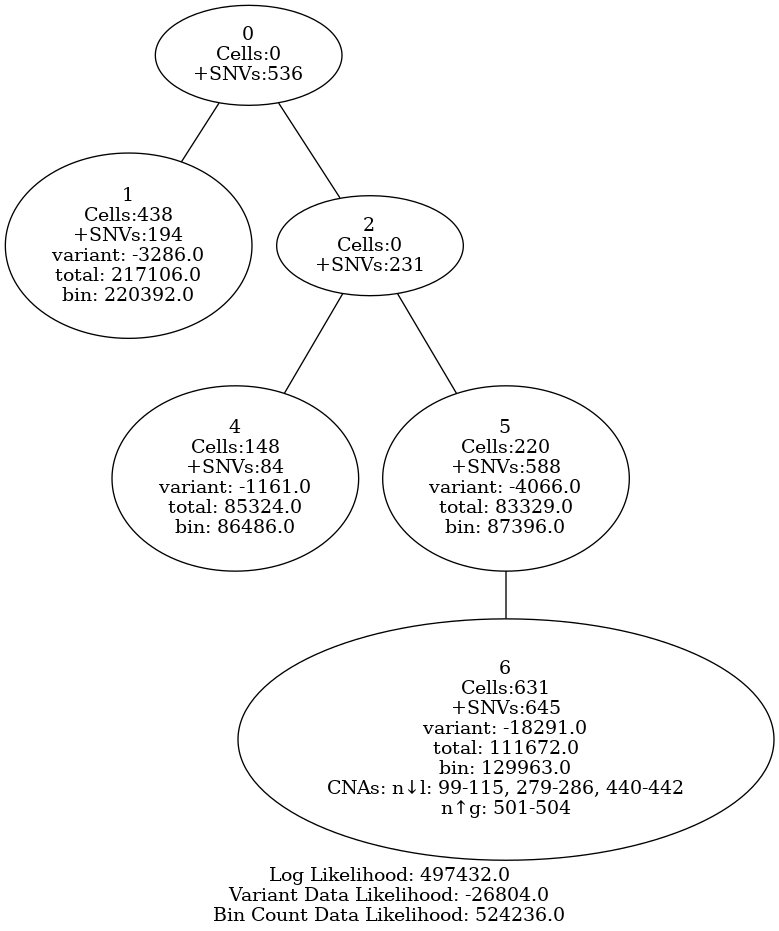 0
Cells:0
+SNVs:536
1
Cells:438
+SNVs:194
variant: -3286.0
total: 217106.0
bin: 220392.0
2
Cells:0
+SNVs:231
4
Cells:148
+SNVs:84
variant: -1161.0
total: 85324.0
bin: 86486.0
5
Cells:220
+SNVs:588
variant: -4066.0
total: 83329.0
bin: 87396.0
6
Cells:631
+SNVs:645
variant: -18291.0
total: 111672.0
bin: 129963.0
CNAs: n↓l: 99-115, 279-286, 440-442
n↑g: 501-504
Log Likelihood: 497432.0
Variant Data Likelihood: -26804.0
Bin Count Data Likelihood: 524236.0